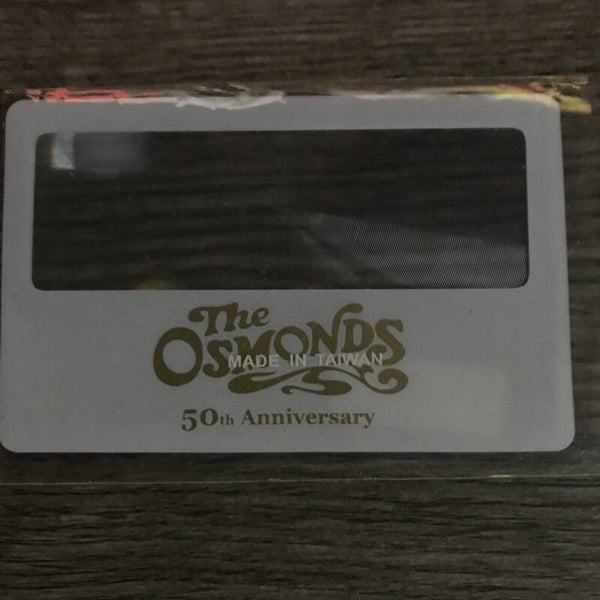 The
OSMONDS
MADE IN TAIWAN
50th Anniversary